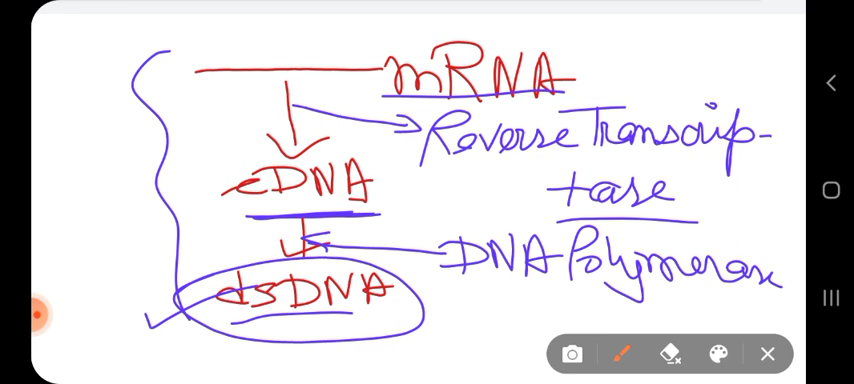 mRNA
Reverse Transcrip-
tase
cDNA
DNA Polymerase
dsDNA